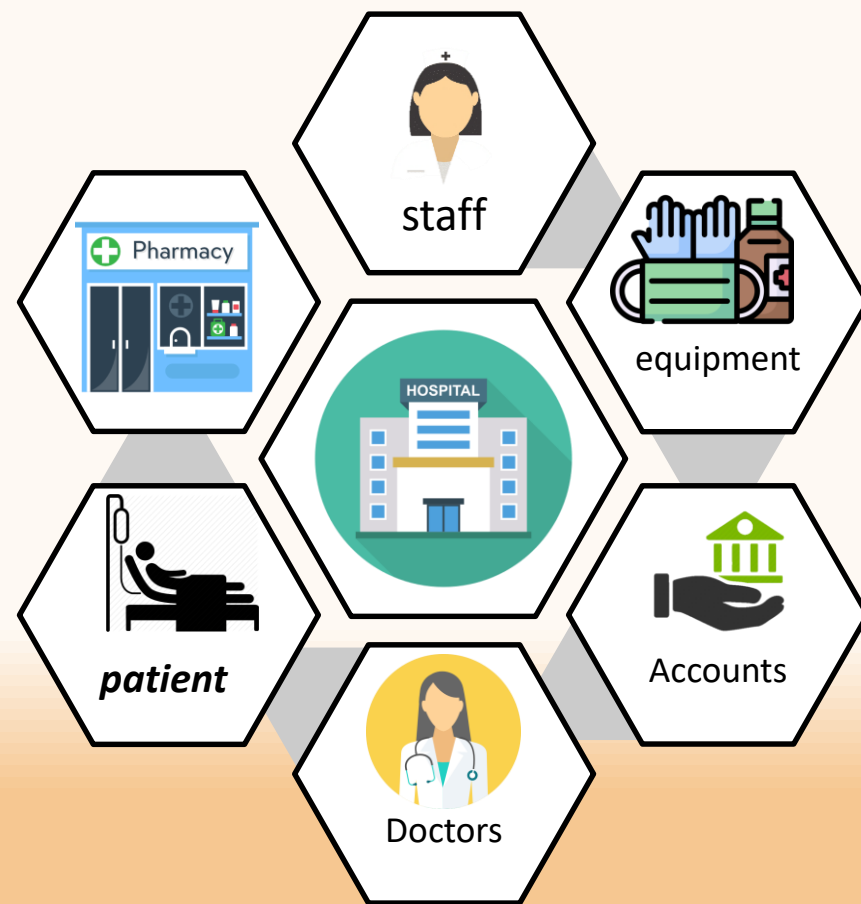 staff
Pharmacy
equipment
HOSPITAL
patient
Accounts
Doctors